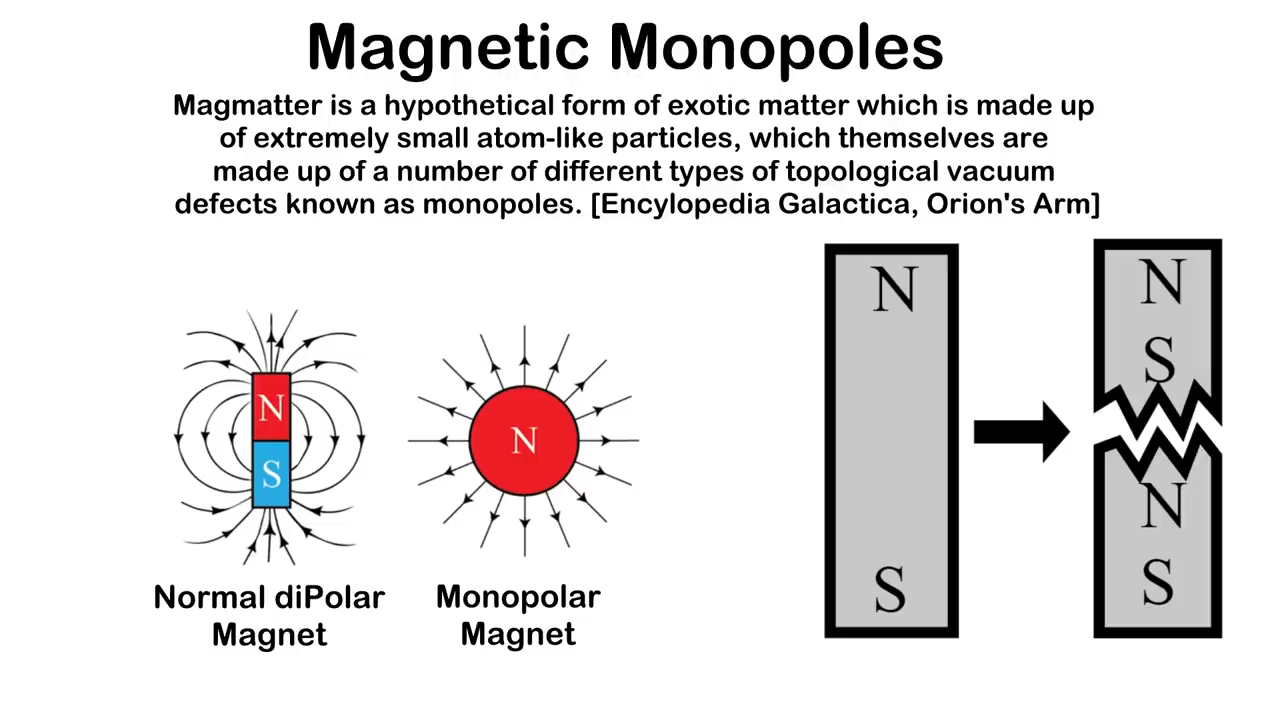 Magnetic Monopoles
Magmatter is a hypothetical form of exotic matter which is made up
of extremely small atom-like particles, which themselves are
made up of a number of different types of topological vacuum
defects known as monopoles. [Encylopedia Galactica, Orion's Arm]
N
S
Normal diPolar
Magnet
N
Monopolar
Magnet
N
S
N
S
N
S